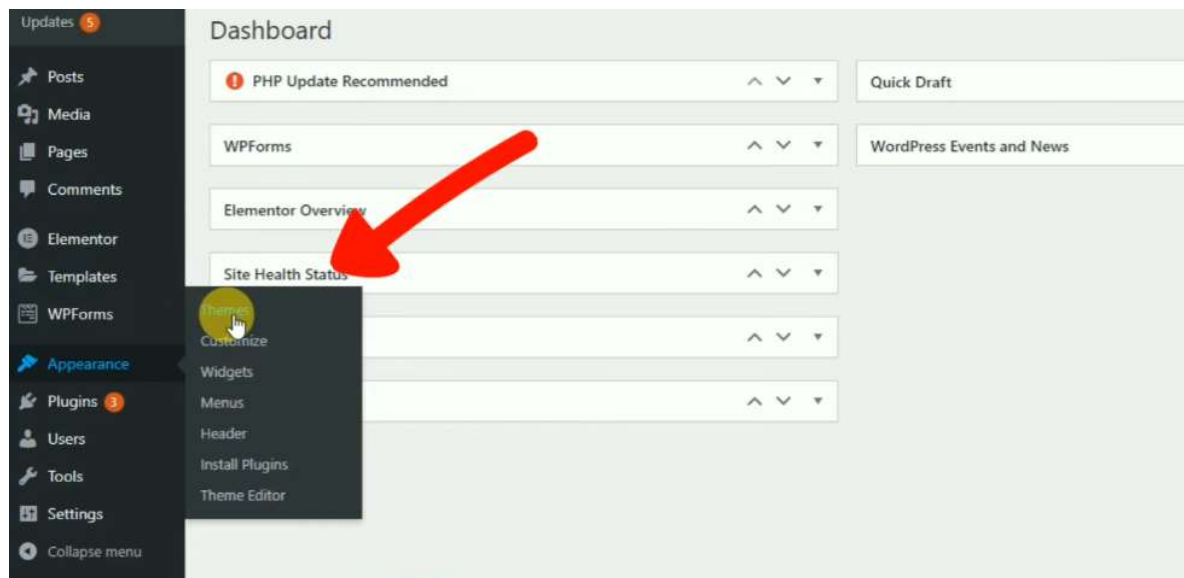 Updates 5
Posts
Media
Pages
Comments
Elementor
Templates
WPForms
Appearance
Plugins 3
Users
Tools
Settings
Collapse menu
Themes
Customize
Widgets
Menus
Header
Install Plugins
Theme Editor
Dashboard
PHP Update Recommended
WPForms
Elementor Overview
Site Health Status
Quick Draft
WordPress Events and News